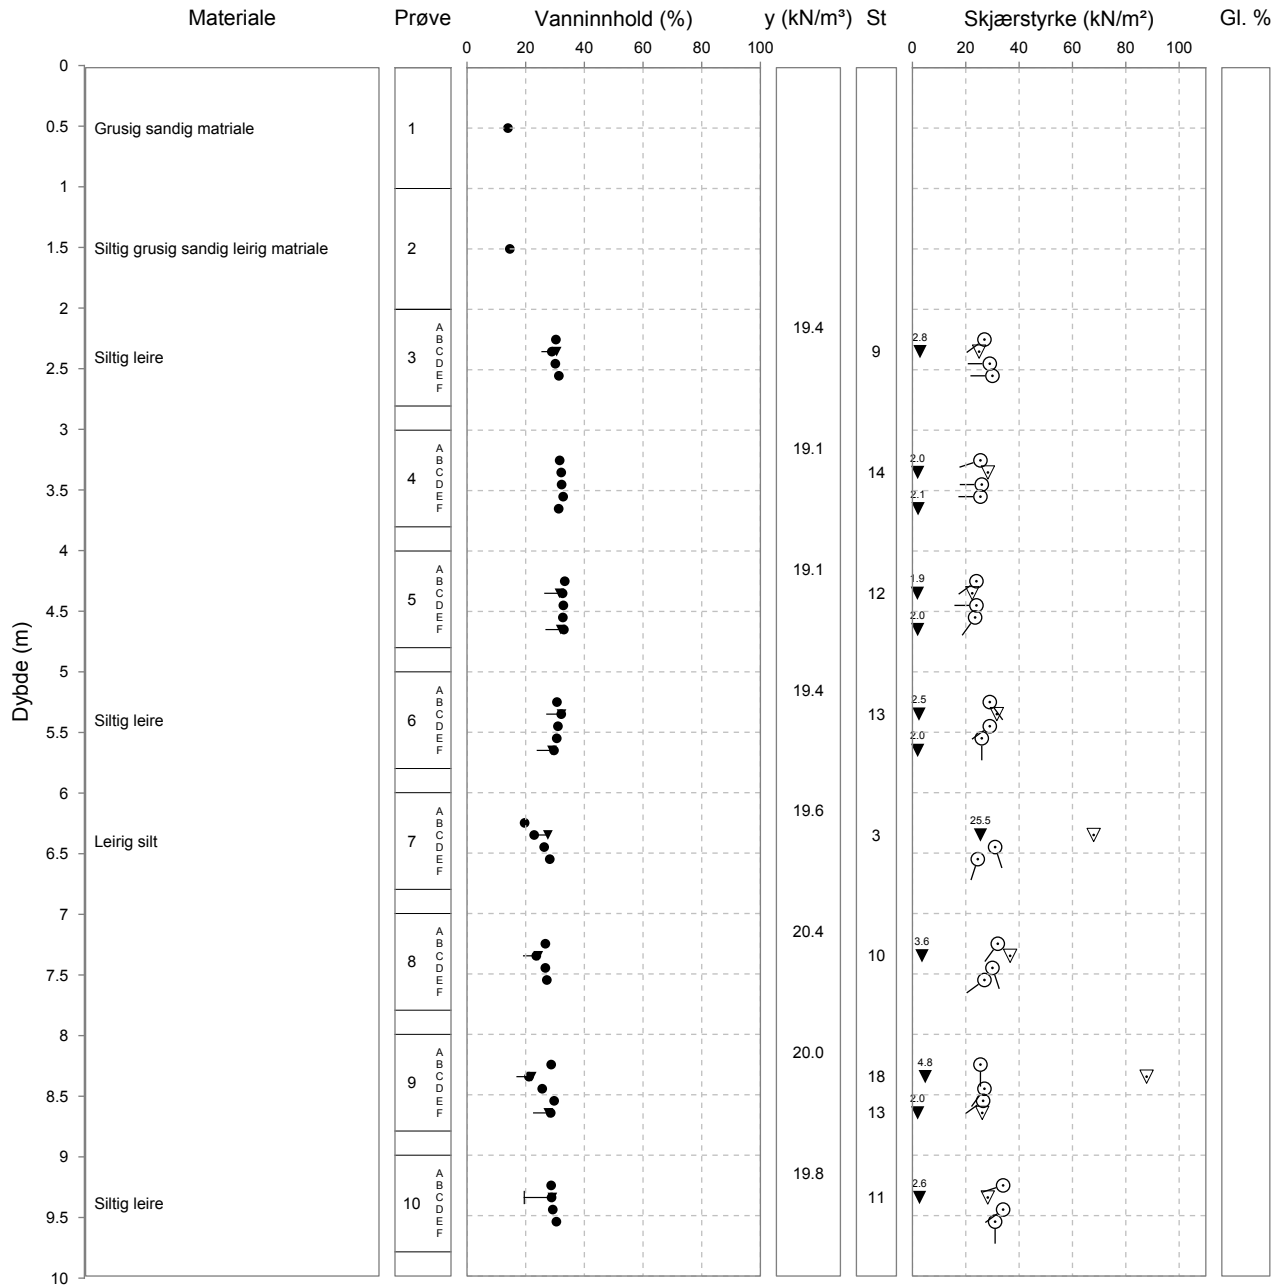 Materiale Prøve Vanninnhold (%) y (kN/m³) St Skjærstyrke (kN/m²) Gl. %
0 20 40 60 80 100 0 20 40 60 80 100
Dybde (m)
0
0.5 Grusig sandig matriale 1
1
1.5 Siltig grusig sandig leirig matriale 2
2
A 19.4
B 2.8
C 9
2.5 Siltig leire 3 D
E
F
3
A 19.1
B
C 14 2.0
3.5 4 D
E 2.1
F
4
A 19.1
B
C 12 1.9
4.5 5 D
E 2.0
F
5
A 19.4
B
C 13 2.5
5.5 Siltig leire 6 D
E 2.0
F
6
A 19.6
B 25.5
C 3
6.5 Leirig silt 7 D
E
F
7
A 20.4
B 3.6
C 10
7.5 8 D
E
F
8
A 20.0
B 4.8
C 18
8.5 9 D
E 2.0
F 13
9
A 19.8
B 2.6
C 11
9.5 Siltig leire 10 D
E
F
10